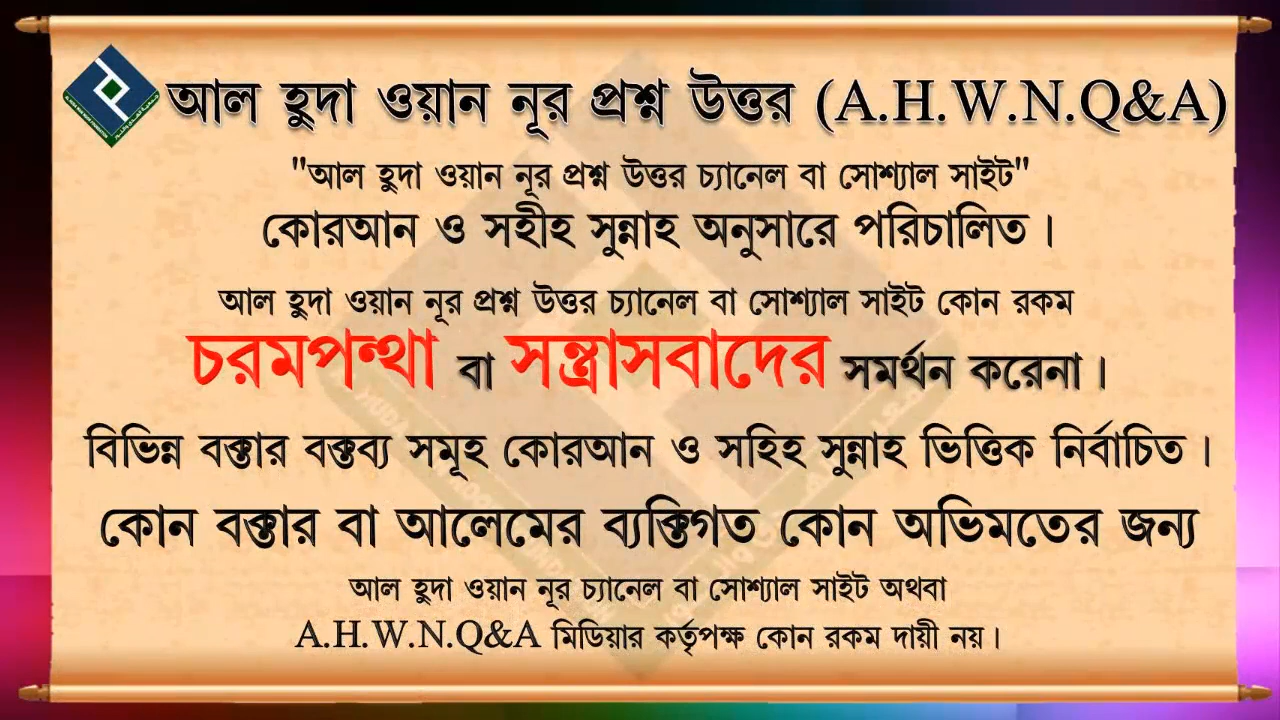 আল হুদা ওয়ান নূর প্রশ্ন উত্তর (A.H.W.N.Q&A)
"আল হুদা ওয়ান নূর প্রশ্ন উত্তর চ্যানেল বা সোশ্যাল সাইট"
কোরআন ও সহীহ সুন্নাহ অনুসারে পরিচালিত।
আল হুদা ওয়ান নূর প্রশ্ন উত্তর চ্যানেল বা সোশ্যাল সাইট কোন রকম
চরমপন্থা বা সন্ত্রাসবাদের সমর্থন করেনা।
বিভিন্ন বক্তার বক্তব্য সমূহ কোরআন ও সহিহ সুন্নাহ ভিত্তিক নির্বাচিত।
কোন বক্তার বা আলেমের ব্যক্তিগত কোন অভিমতের জন্য
আল হুদা ওয়ান নূর চ্যানেল বা সোশ্যাল সাইট অথবা
A.H.W.N.Q&A মিডিয়ার কর্তৃপক্ষ কোন রকম দায়ী নয়।